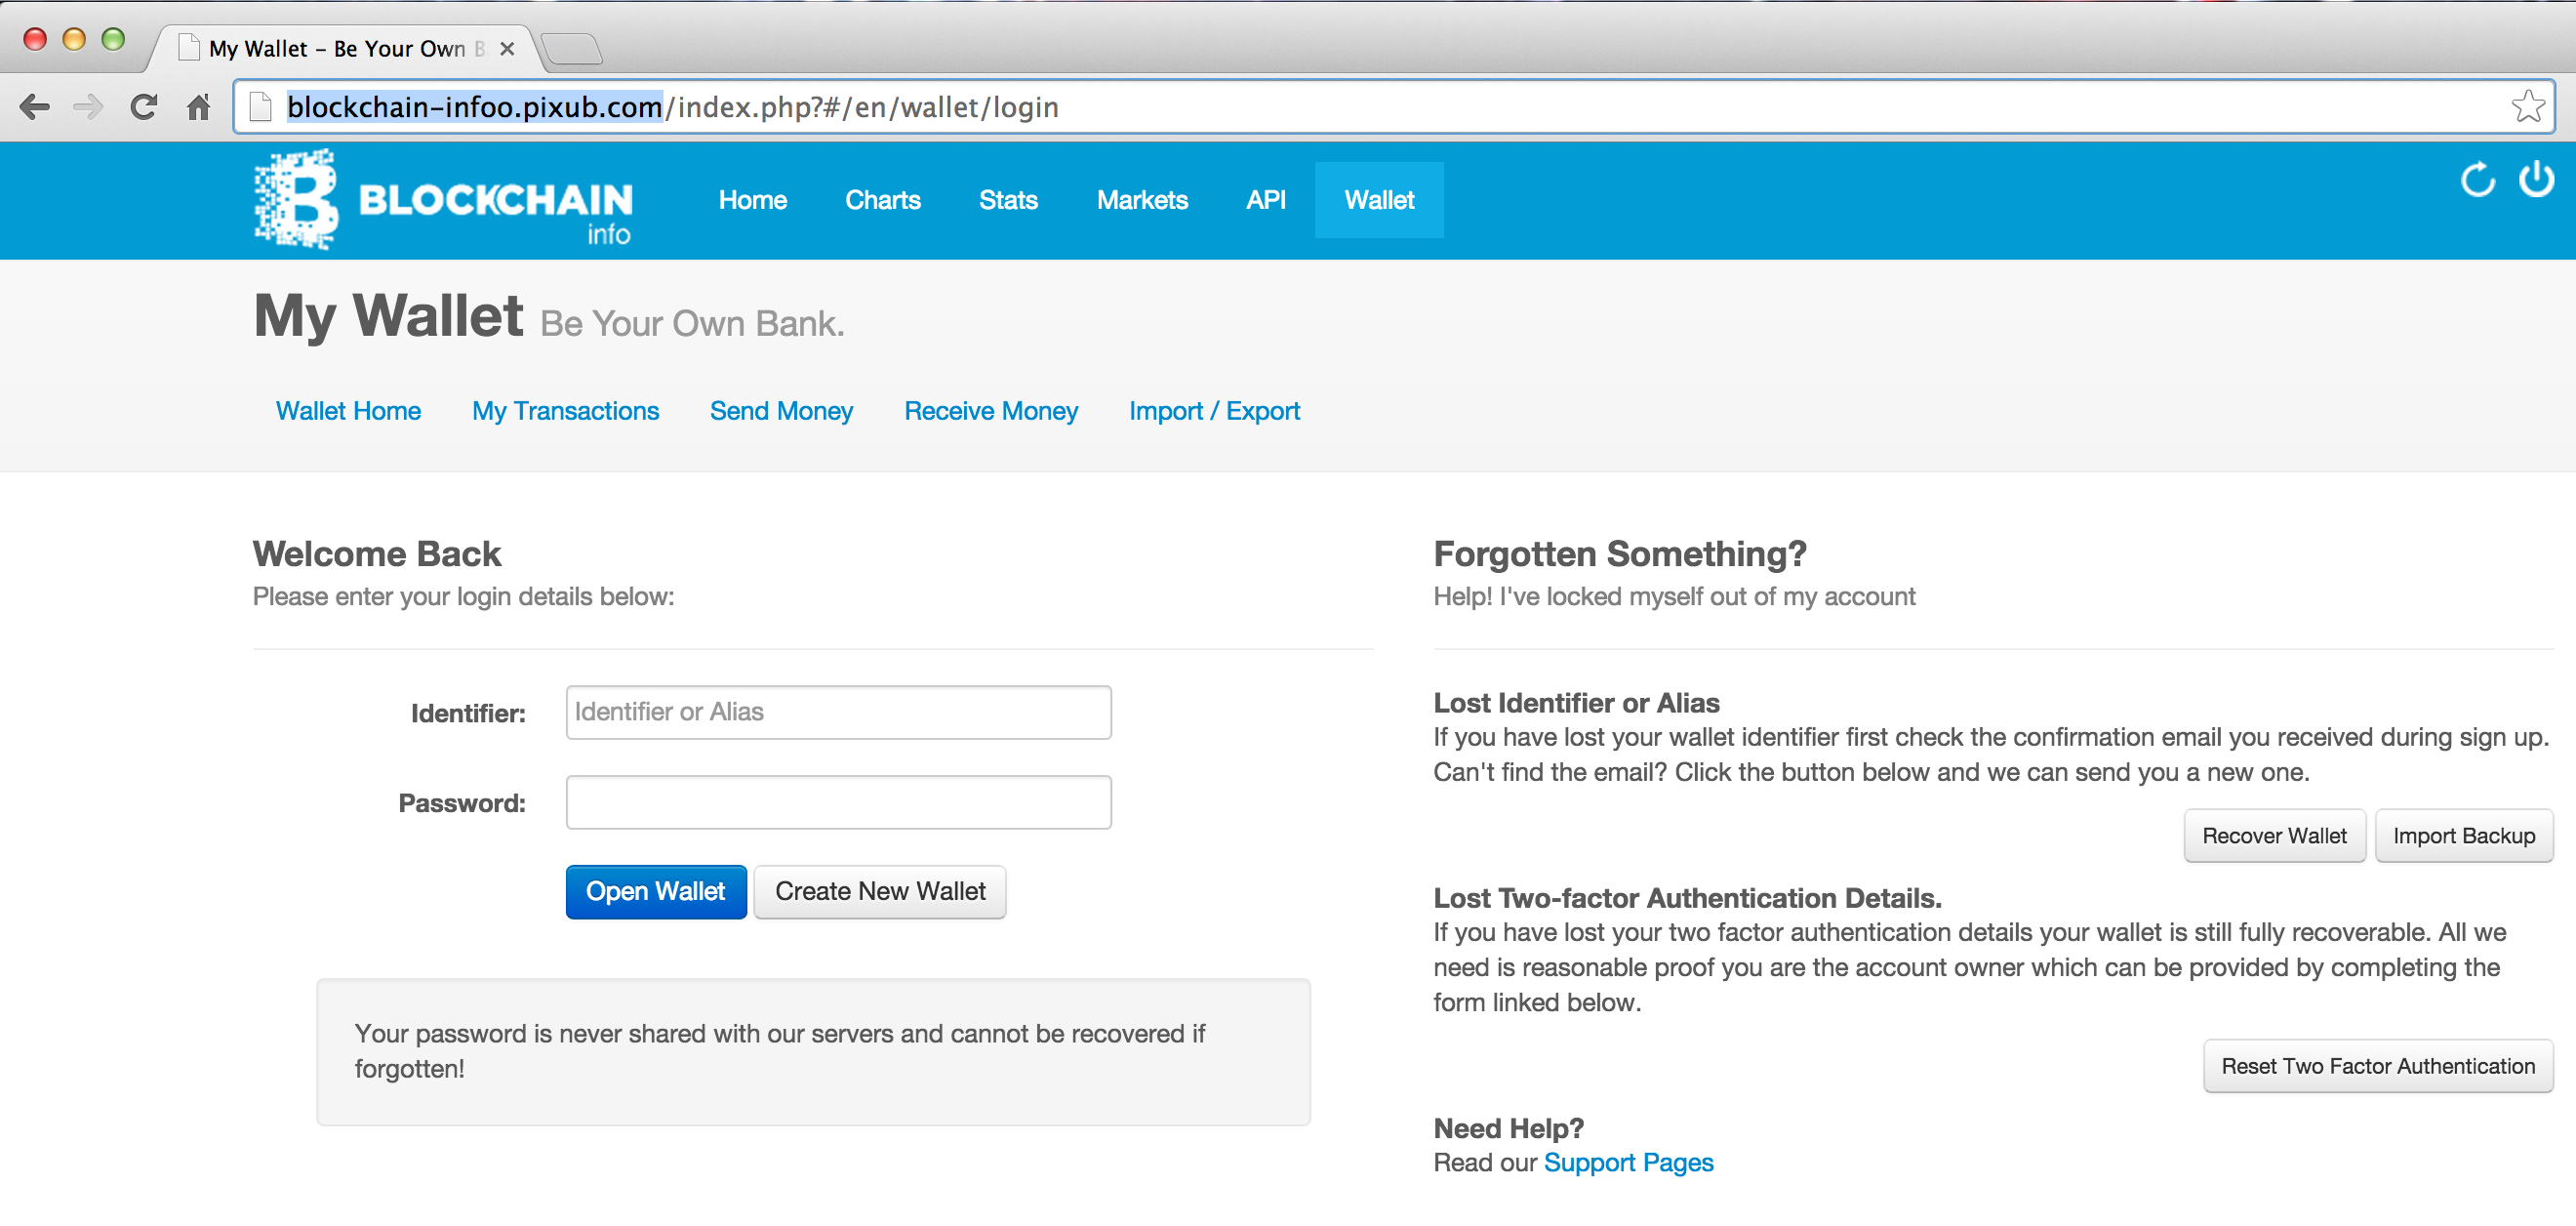 My Wallet - Be Your Own B
blockchain-infoo.pixub.com/index.php?#/en/wallet/login
BLOCKCHAIN
info
Home Charts Stats Markets API Wallet
My Wallet Be Your Own Bank.
Wallet Home My Transactions Send Money Receive Money Import / Export
Welcome Back
Please enter your login details below:
Identifier: Identifier or Alias
Password:
Open Wallet Create New Wallet
Your password is never shared with our servers and cannot be recovered if
forgotten!
Forgotten Something?
Help! I've locked myself out of my account
Lost Identifier or Alias
If you have lost your wallet identifier first check the confirmation email you received during sign up.
Can't find the email? Click the button below and we can send you a new one.
Recover Wallet Import Backup
Lost Two-factor Authentication Details.
If you have lost your two factor authentication details your wallet is still fully recoverable. All we
need is reasonable proof you are the account owner which can be provided by completing the
form linked below.
Reset Two Factor Authentication
Need Help?
Read our Support Pages